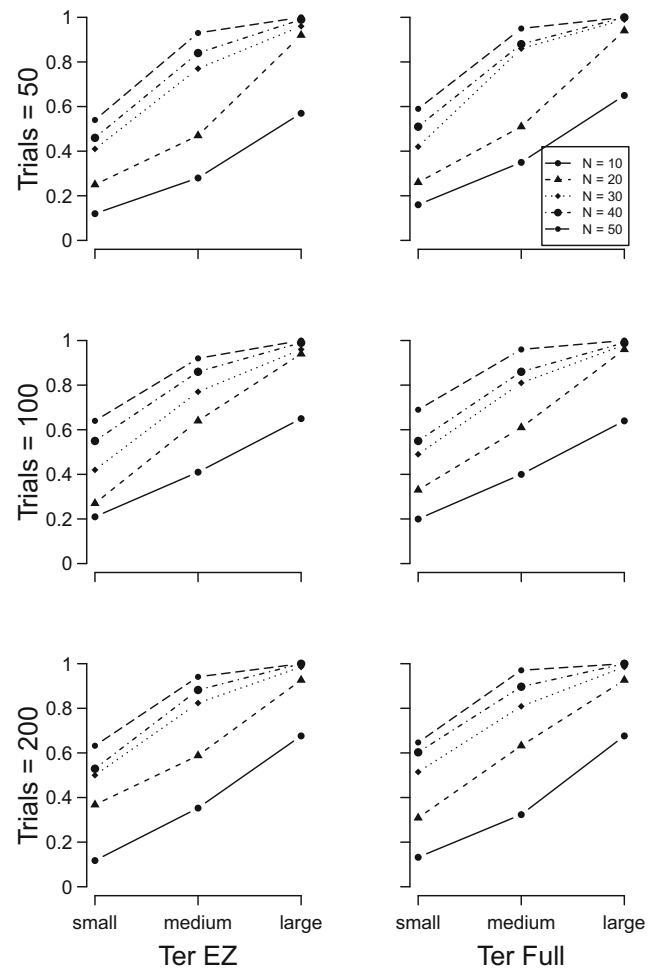 Trials = 50
1
0.8
0.6
0.4
0.2
0
N = 10
N = 20
N = 30
N = 40
N = 50
Trials = 100
1
0.8
0.6
0.4
0.2
0
Trials = 200
1
0.8
0.6
0.4
0.2
0
small medium large
small medium large
Ter EZ
Ter Full